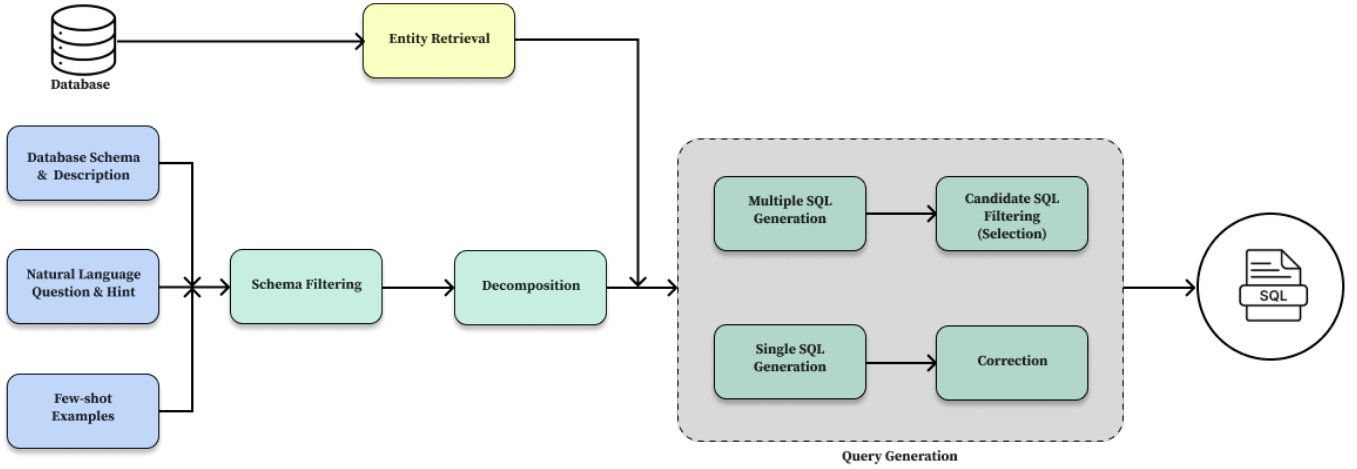 Database
Entity Retrieval
Database Schema
& Description
Natural Language
Question & Hint
Few-shot
Examples
Schema Filtering
Decomposition
Multiple SQL
Generation
Candidate SQL
Filtering
(Selection)
Single SQL
Generation
Correction
Query Generation
SQL